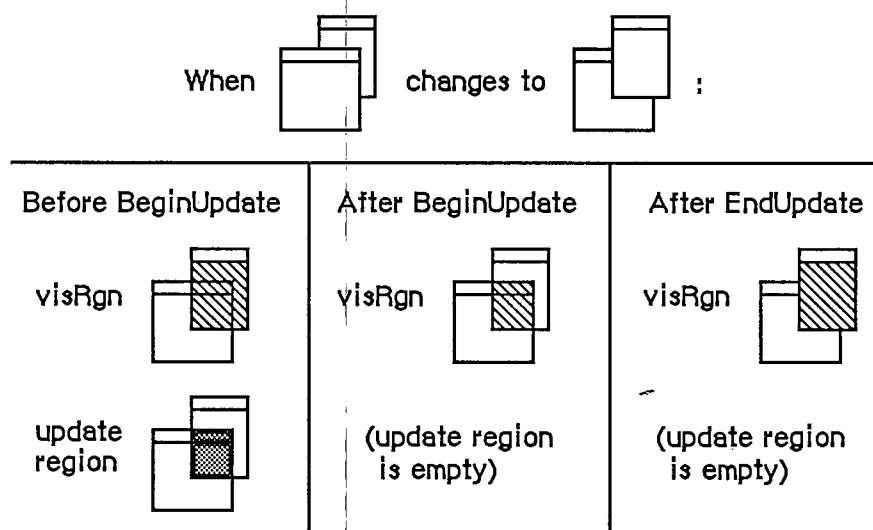 When changes to :
Before BeginUpdate
After BeginUpdate
After EndUpdate
visRgn
visRgn
visRgn
update
region
(update region
is empty)
(update region
is empty)